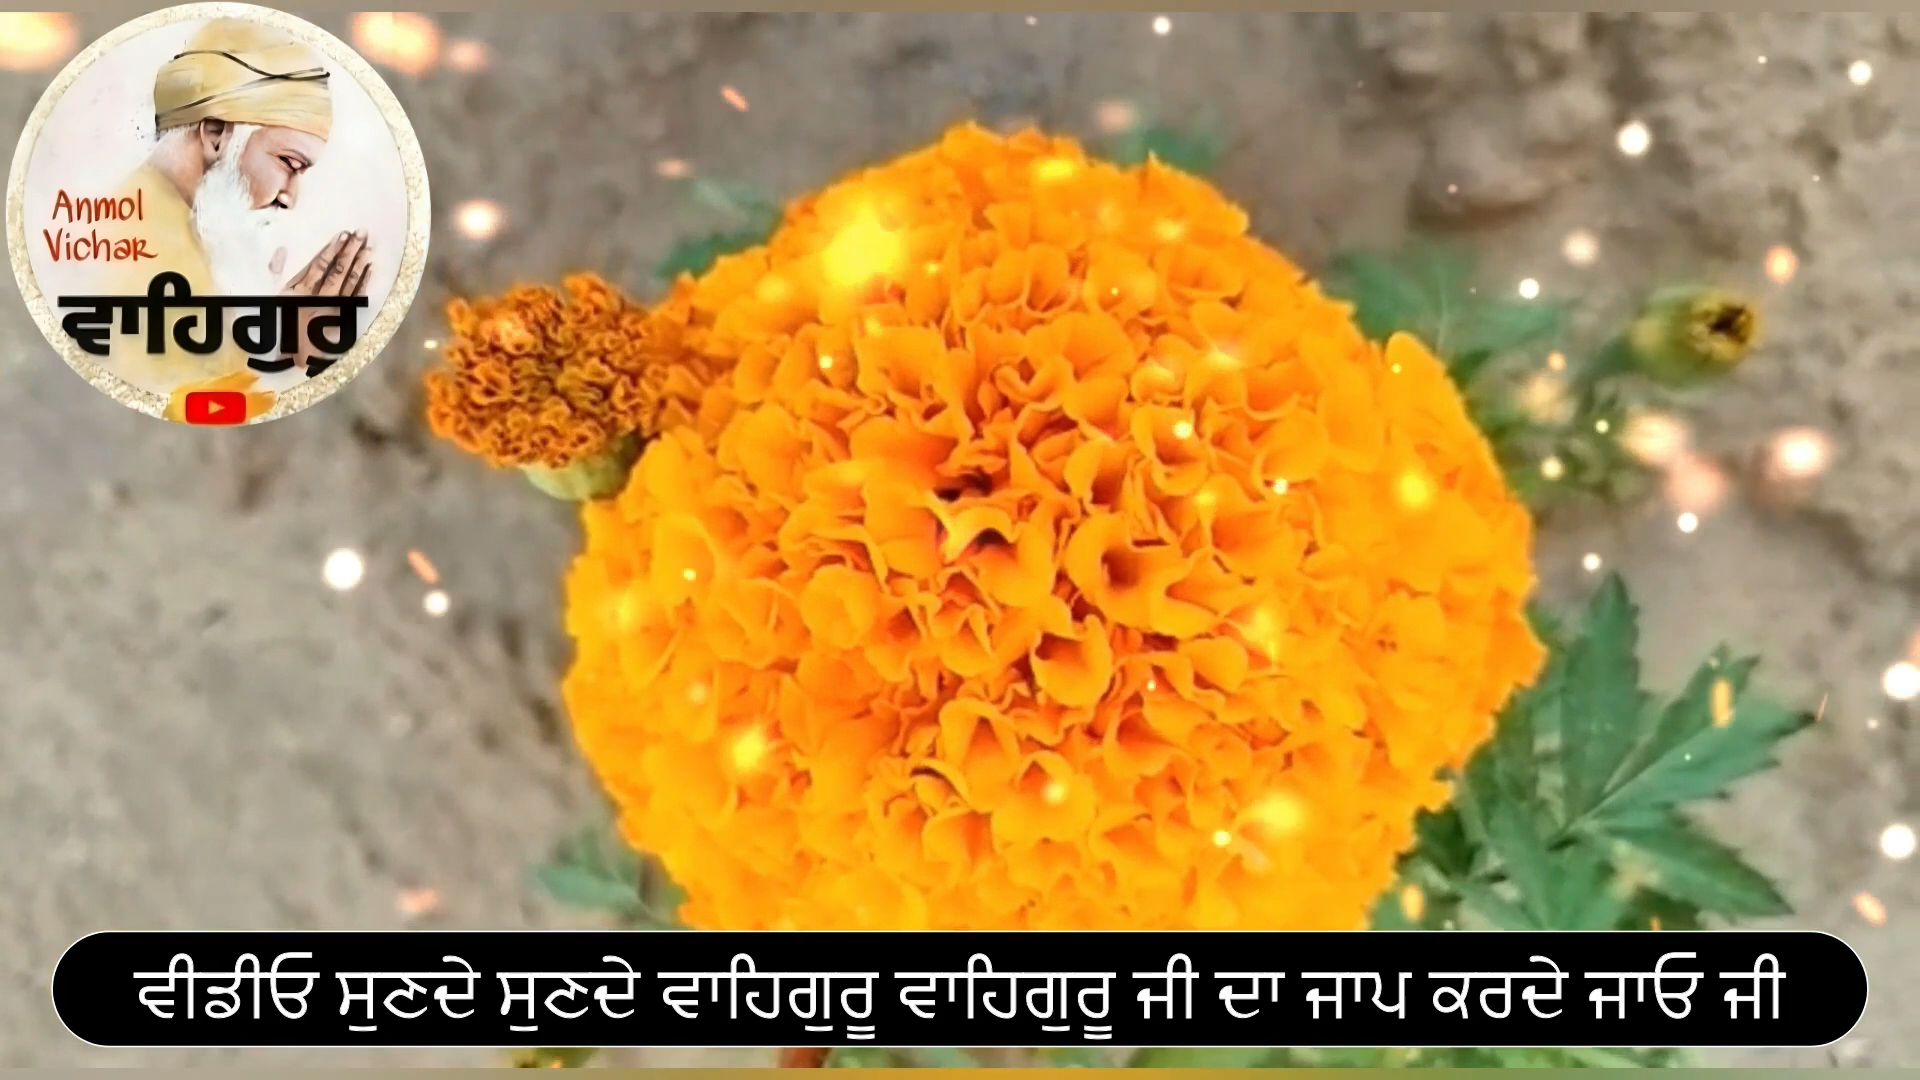 Anmol
Vichar
ਵਾਹਿਗੁਰੂ
ਵੀਡੀਓ ਸੁਣਦੇ ਸੁਣਦੇ ਵਾਹਿਗੁਰੂ ਵਾਹਿਗੁਰੂ ਜੀ ਦਾ ਜਾਪ ਕਰਦੇ ਜਾਓ ਜੀ